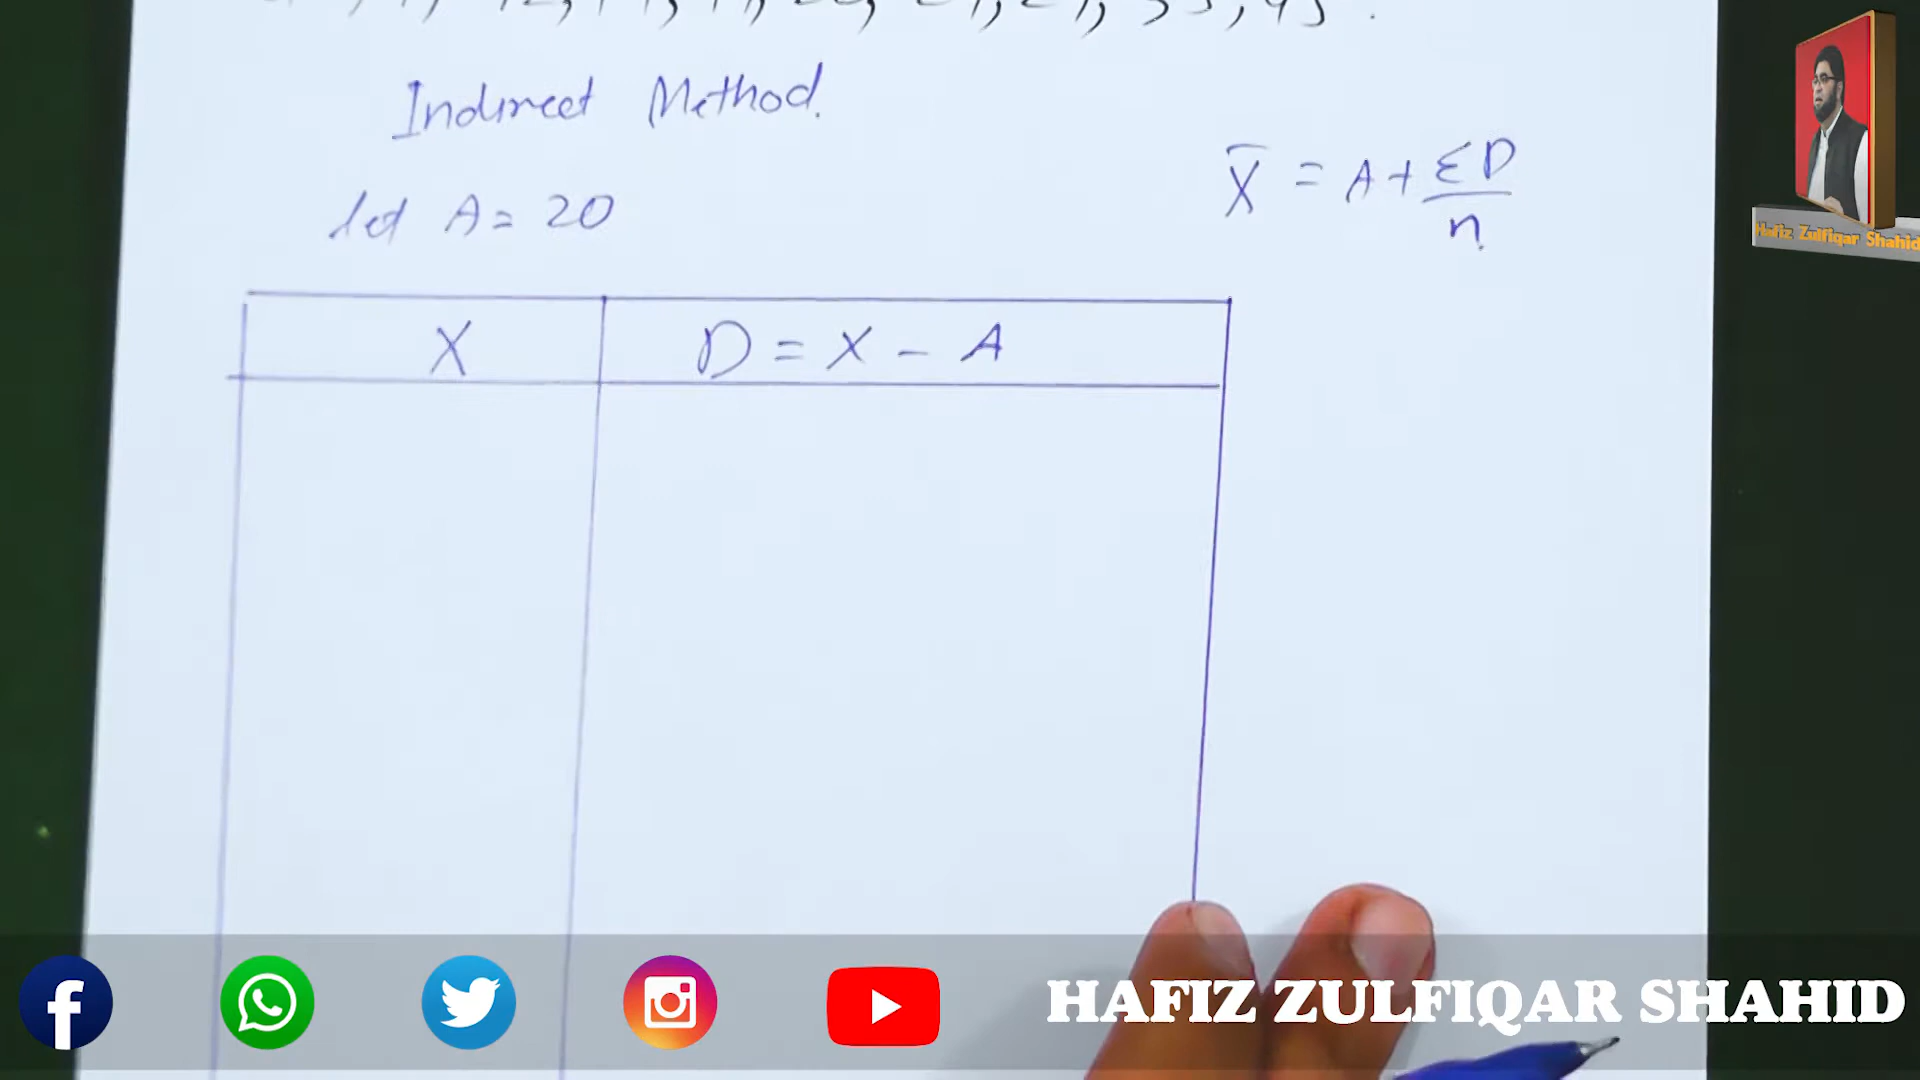 Indirect Method.
X̄ = A + ΣD/n
let A = 20
X D = X - A
Hafiz Zulfiqar Shahid
HAFIZ ZULFIQAR SHAHID